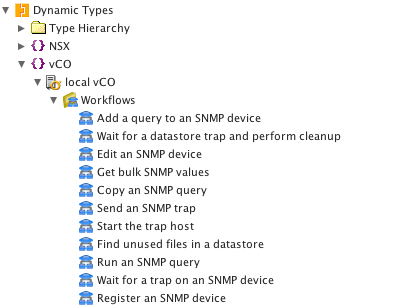 Dynamic Types
Type Hierarchy
NSX
vCO
local vCO
Workflows
Add a query to an SNMP device
Wait for a datastore trap and perform cleanup
Edit an SNMP device
Get bulk SNMP values
Copy an SNMP query
Send an SNMP trap
Start the trap host
Find unused files in a datastore
Run an SNMP query
Wait for a trap on an SNMP device
Register an SNMP device